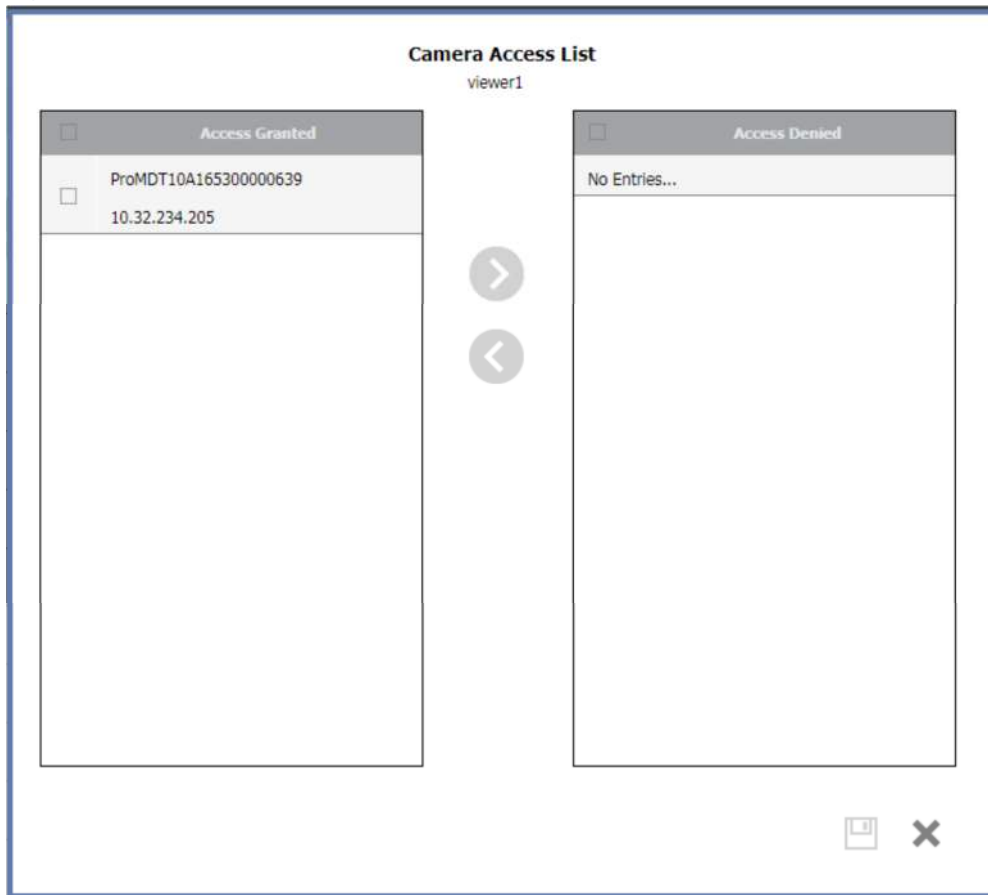 Camera Access List
viewer1
Access Granted
ProMDT10A165300000639
10.32.234.205
Access Denied
No Entries...